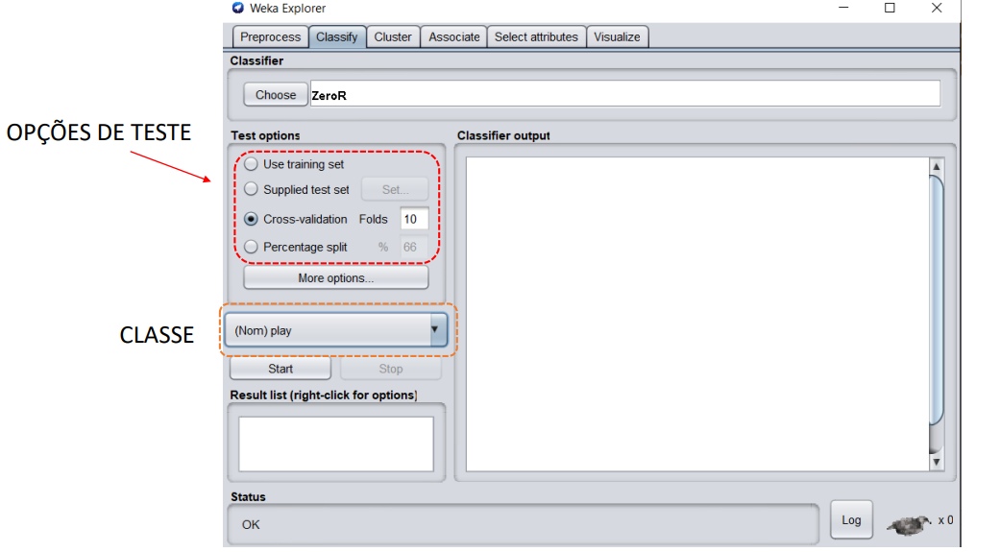 Weka Explorer
Preprocess Classify Cluster Associate Select attributes Visualize
Classifier
Choose ZeroR
OPÇÕES DE TESTE
Test options
Use training set
Supplied test set Set...
Cross-validation Folds 10
Percentage split % 66
More options...
CLASSE
(Nom) play
Start Stop
Result list (right-click for options)
Classifier output
Status
OK
Log
x 0